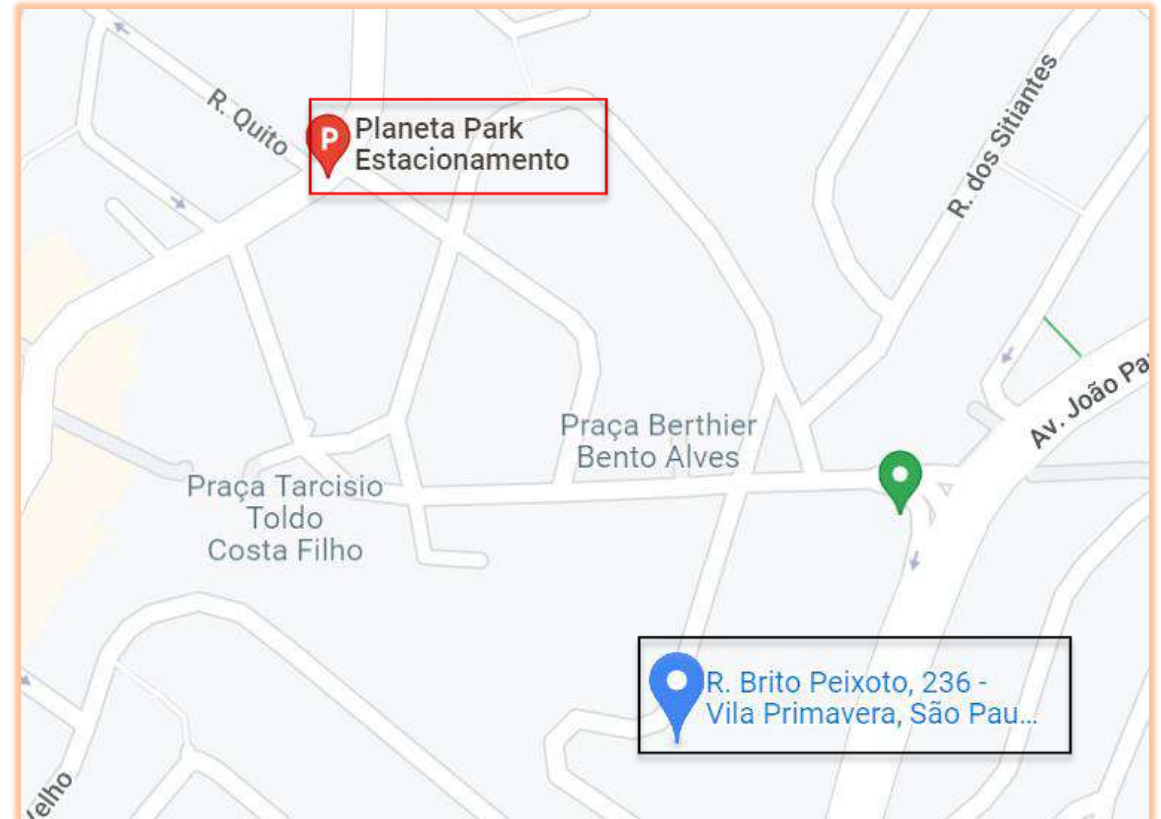 R. Quito
P
Planeta Park
Estacionamento
R. dos Sitiantes
Av. João Pa
Praça Berthier
Bento Alves
Praça Tarcisio
Toldo
Costa Filho
R. Brito Peixoto, 236 -
Vila Primavera, São Pau...
elho